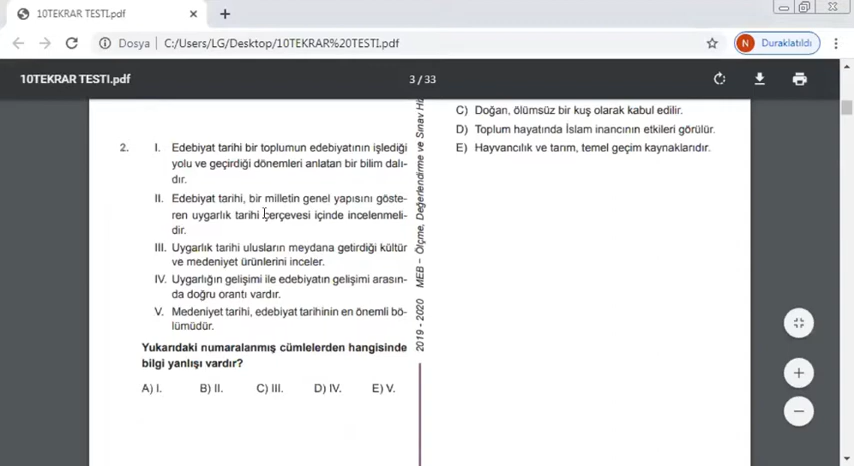 10TEKRAR TESTI.pdf
Dosya
C:/Users/LG/Desktop/10TEKRAR%20TESTI.pdf
N
Duraklatıldı
10TEKRAR TESTI.pdf
3 / 33
2.
I. Edebiyat tarihi bir toplumun edebiyatının işlediği
yolu ve geçirdiği dönemleri anlatan bir bilim dalı-
dır.
II. Edebiyat tarihi, bir milletin genel yapısını göste-
ren uygarlık tarihi çerçevesi içinde incelenmeli-
dir.
III. Uygarlık tarihi ulusların meydana getirdiği kültür
ve medeniyet ürünlerini inceler.
IV. Uygarlığın gelişimi ile edebiyatın gelişimi arasın-
da doğru orantı vardır.
V. Medeniyet tarihi, edebiyat tarihinin en önemli bö-
lümüdür.
Yukarıdaki numaralanmış cümlelerden hangisinde
bilgi yanlışı vardır?
A) I. B) II. C) III. D) IV. E) V.
2019 - 2020 MEB – Ölçme, Değerlendirme ve Sınav
C) Doğan, ölümsüz bir kuş olarak kabul edilir.
D) Toplum hayatında İslam inancının etkileri görülür.
E) Hayvancılık ve tarım, temel geçim kaynaklarıdır.